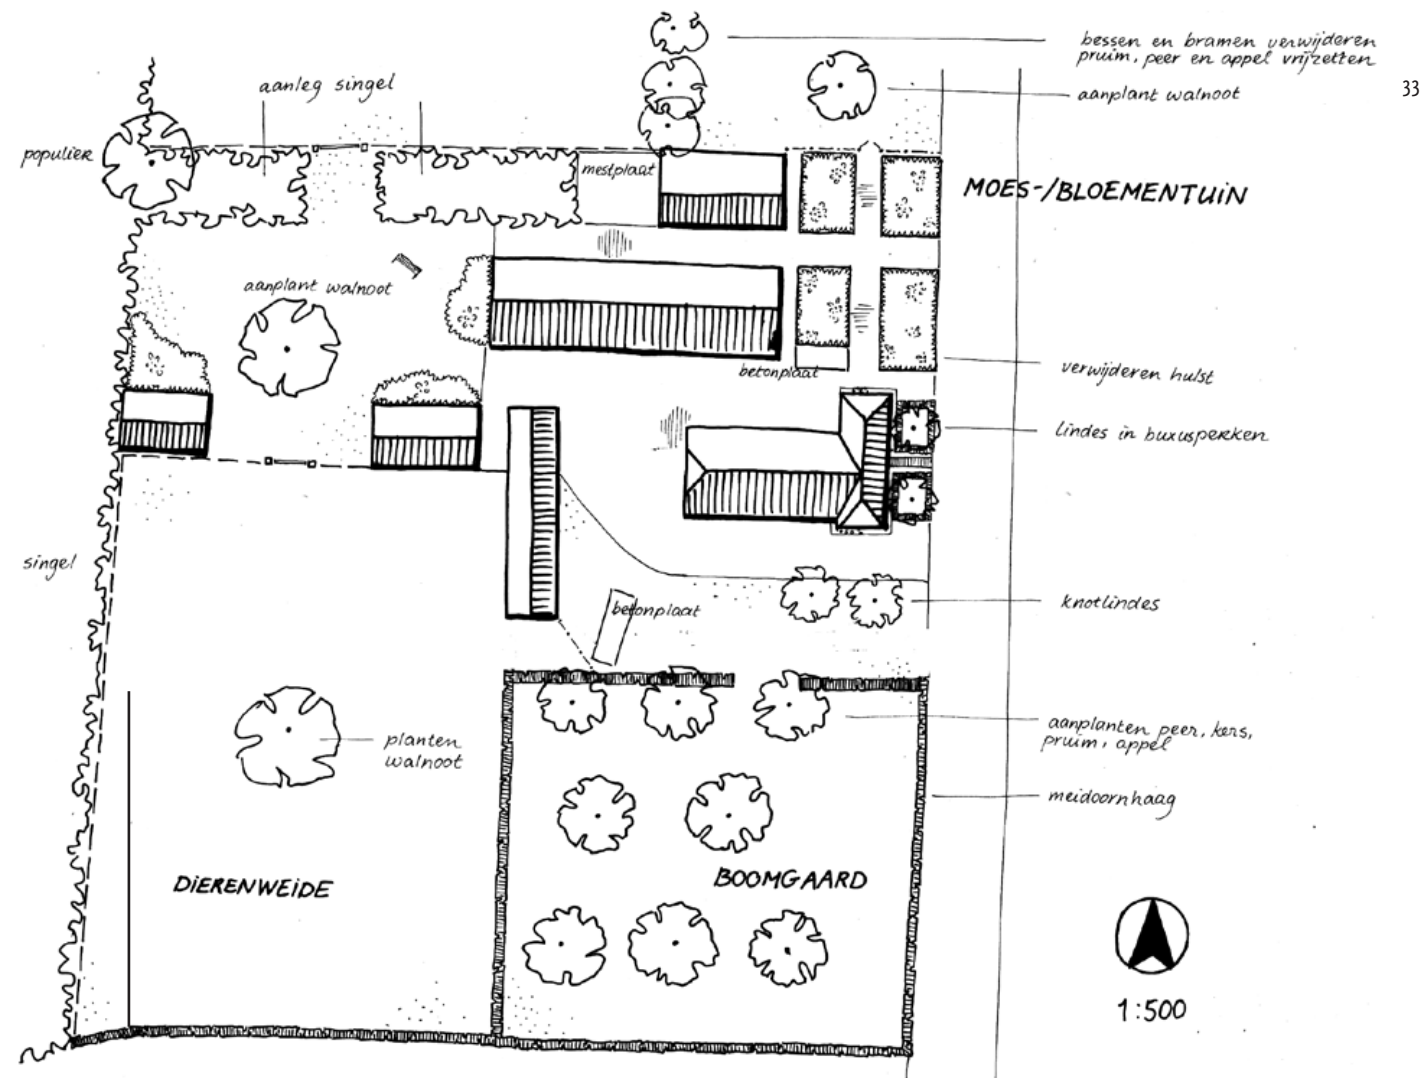 bessen en bramen verwijderen
pruim, peer en appel vrijzetten
33
aanleg singel
aanplant walnoot
populier
mestplaat
MOES-/BLOEMENTUIN
aanplant walnoot
betonplaat
verwijderen hulst
lindes in buxusperken
singel
betonplaat
knotlindes
planten
walnoot
aanplanten peer, kers,
pruim, appel
meidoornhaag
DIERENWEIDE
BOOMGAARD
1:500